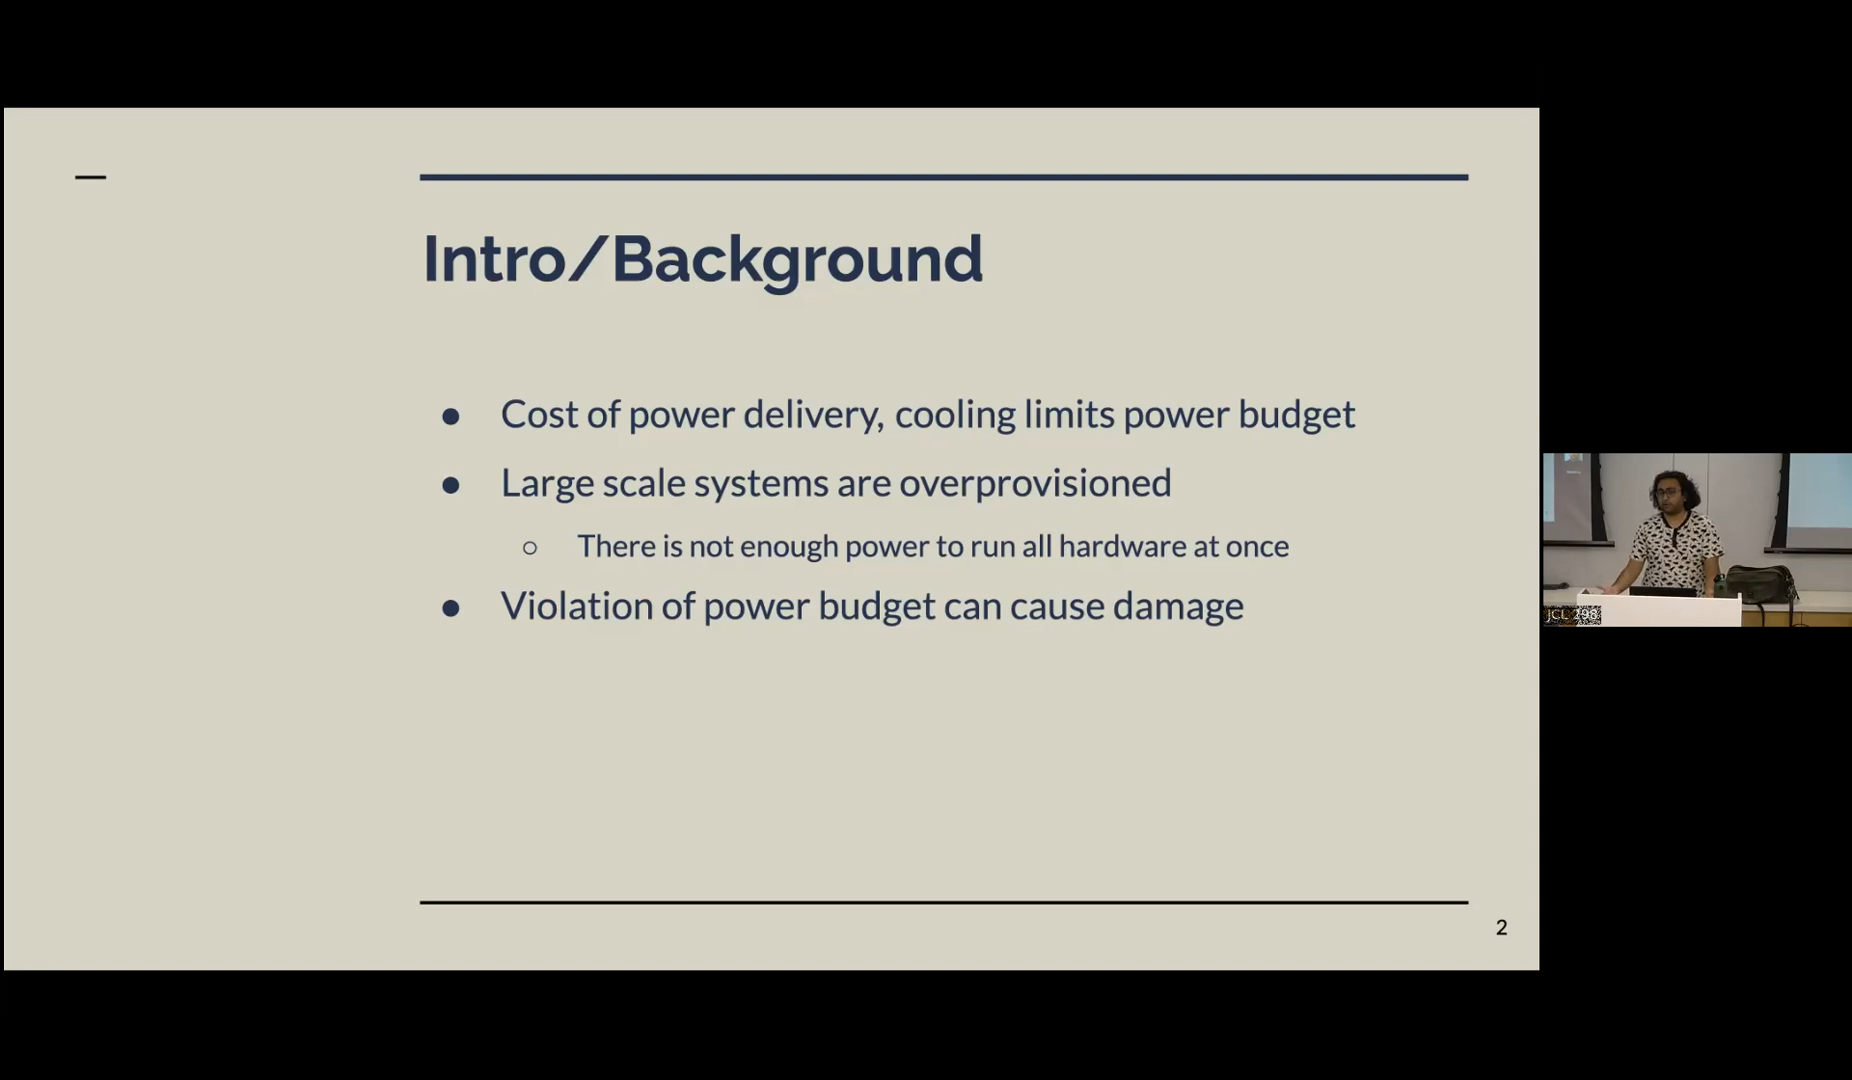 Intro/Background
● Cost of power delivery, cooling limits power budget
● Large scale systems are overprovisioned
○ There is not enough power to run all hardware at once
● Violation of power budget can cause damage
2
JCL 298